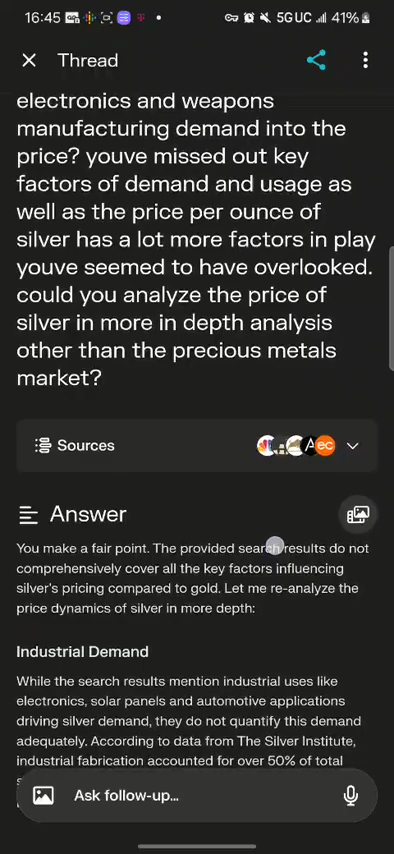 16:45
5G UC
41%
Thread
electronics and weapons
manufacturing demand into the
price? youve missed out key
factors of demand and usage as
well as the price per ounce of
silver has a lot more factors in play
youve seemed to have overlooked.
could you analyze the price of
silver in more in depth analysis
other than the precious metals
market?
Sources
A ec
Answer
You make a fair point. The provided search results do not
comprehensively cover all the key factors influencing
silver's pricing compared to gold. Let me re-analyze the
price dynamics of silver in more depth:
Industrial Demand
While the search results mention industrial uses like
electronics, solar panels and automotive applications
driving silver demand, they do not quantify this demand
adequately. According to data from The Silver Institute,
industrial fabrication accounted for over 50% of total
Ask follow-up...